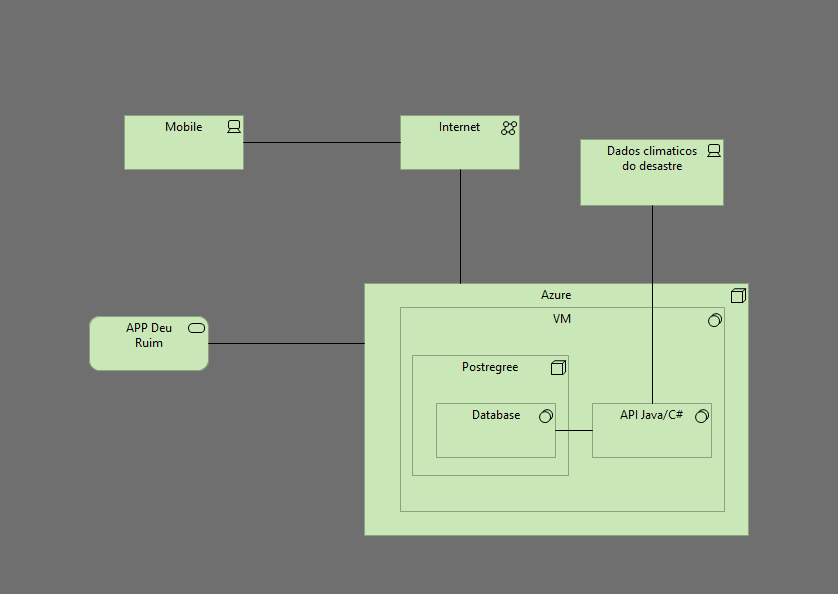 Mobile
Internet
Dados climaticos
do desastre
Azure
VM
APP Deu
Ruim
Postregree
Database
API Java/C#